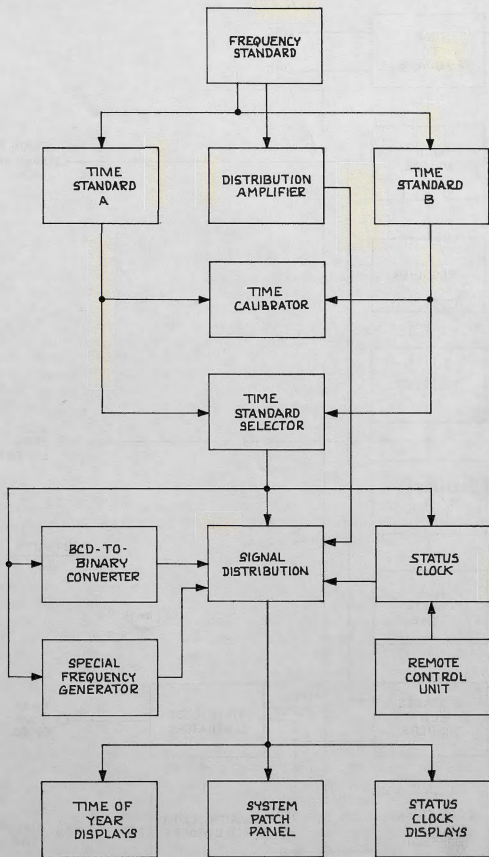 FREQUENCY
STANDARD
TIME
STANDARD
A
DISTRIBUTION
AMPLIFIER
TIME
STANDARD
B
TIME
CALIBRATOR
TIME
STANDARD
SELECTOR
BCD-TO-
BINARY
CONVERTER
SIGNAL
DISTRIBUTION
STATUS
CLOCK
SPECIAL
FREQUENCY
GENERATOR
REMOTE
CONTROL
UNIT
TIME OF
YEAR
DISPLAYS
SYSTEM
PATCH
PANEL
STATUS
CLOCK
DISPLAYS